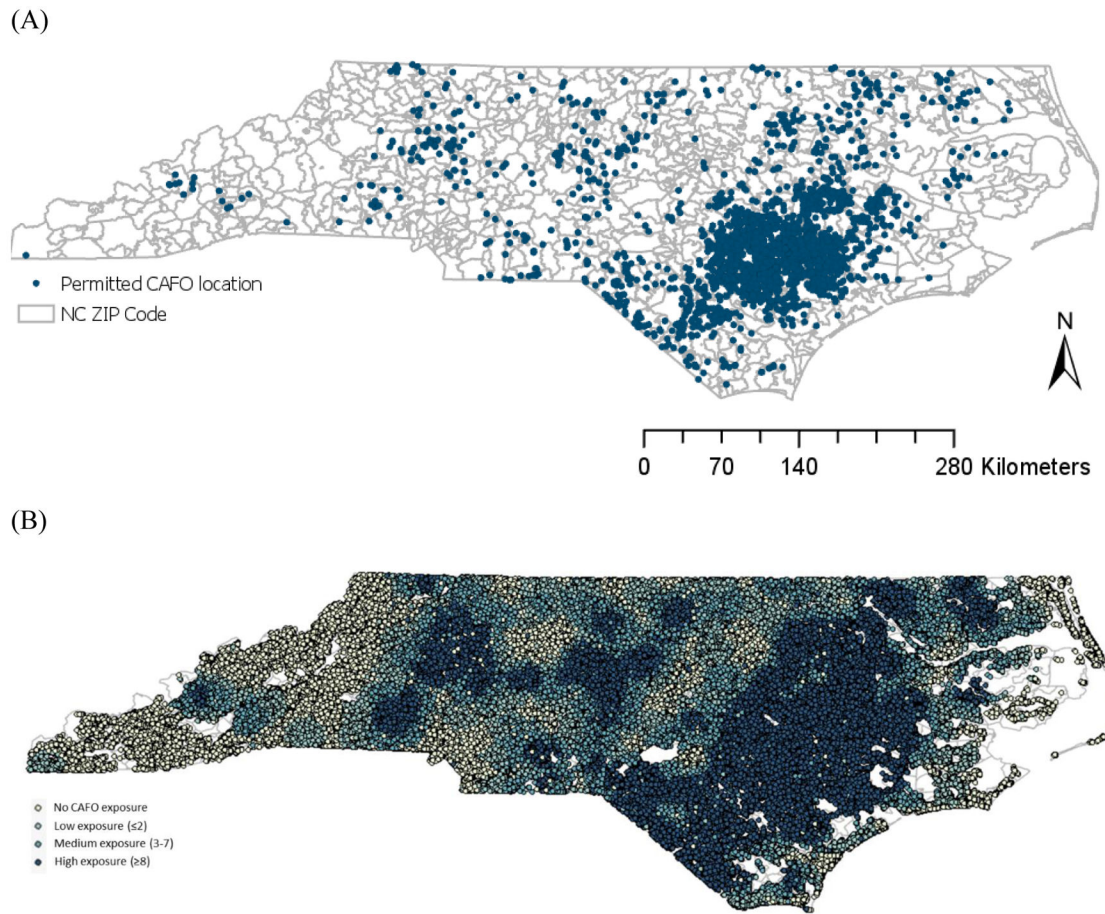 (A)
Permitted CAFO location
NC ZIP Code
N
0 70 140 280 Kilometers
(B)
No CAFO exposure
Low exposure (≤2)
Medium exposure (3-7)
High exposure (≥8)